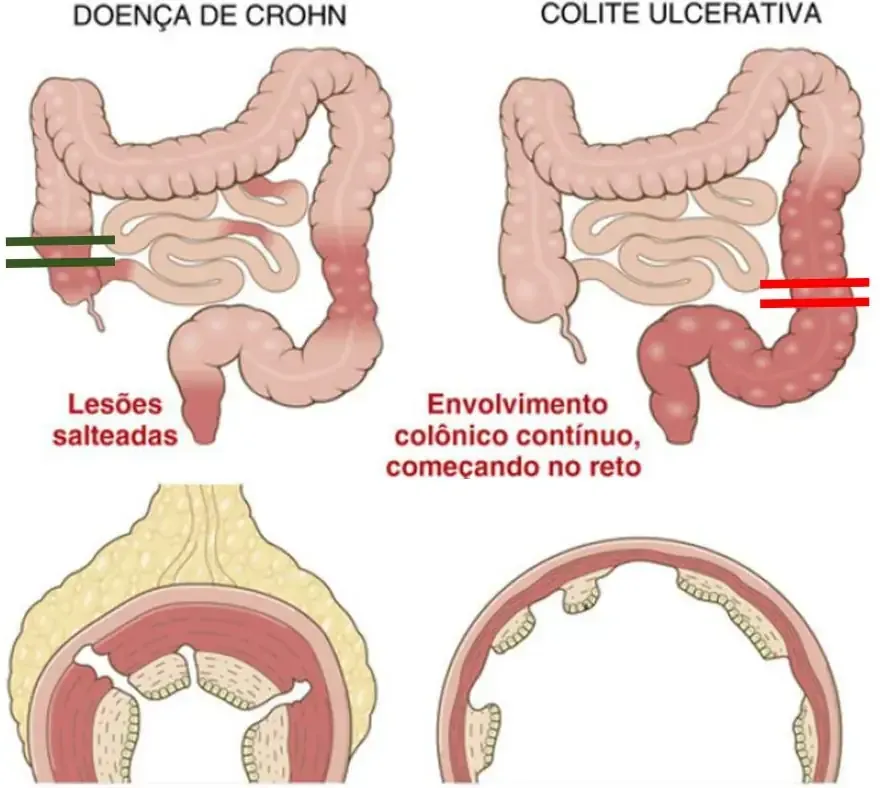 DOENÇA DE CROHN
COLITE ULCERATIVA
Lesões
salteadas
Envolvimento
colônico contínuo,
começando no reto